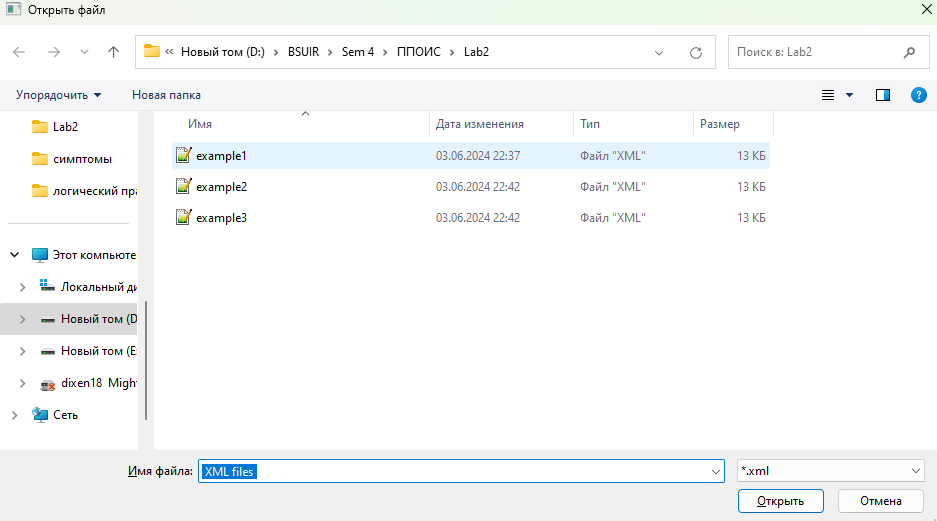 Открыть файл
« Новый том (D:) › BSUIR › Sem 4 › ППОИС › Lab2
Поиск в: Lab2
Упорядочить
Новая папка
Lab2
симптомы
логический пра
Этот компьюте
Локальный ди
Новый том (D
Новый том (E:
dixen18 Might
Сеть
Имя Дата изменения Тип Размер
example1 03.06.2024 22:37 Файл "XML" 13 КБ
example2 03.06.2024 22:42 Файл "XML" 13 КБ
example3 03.06.2024 22:42 Файл "XML" 13 КБ
Имя файла: XML files
*.xml
Открыть
Отмена